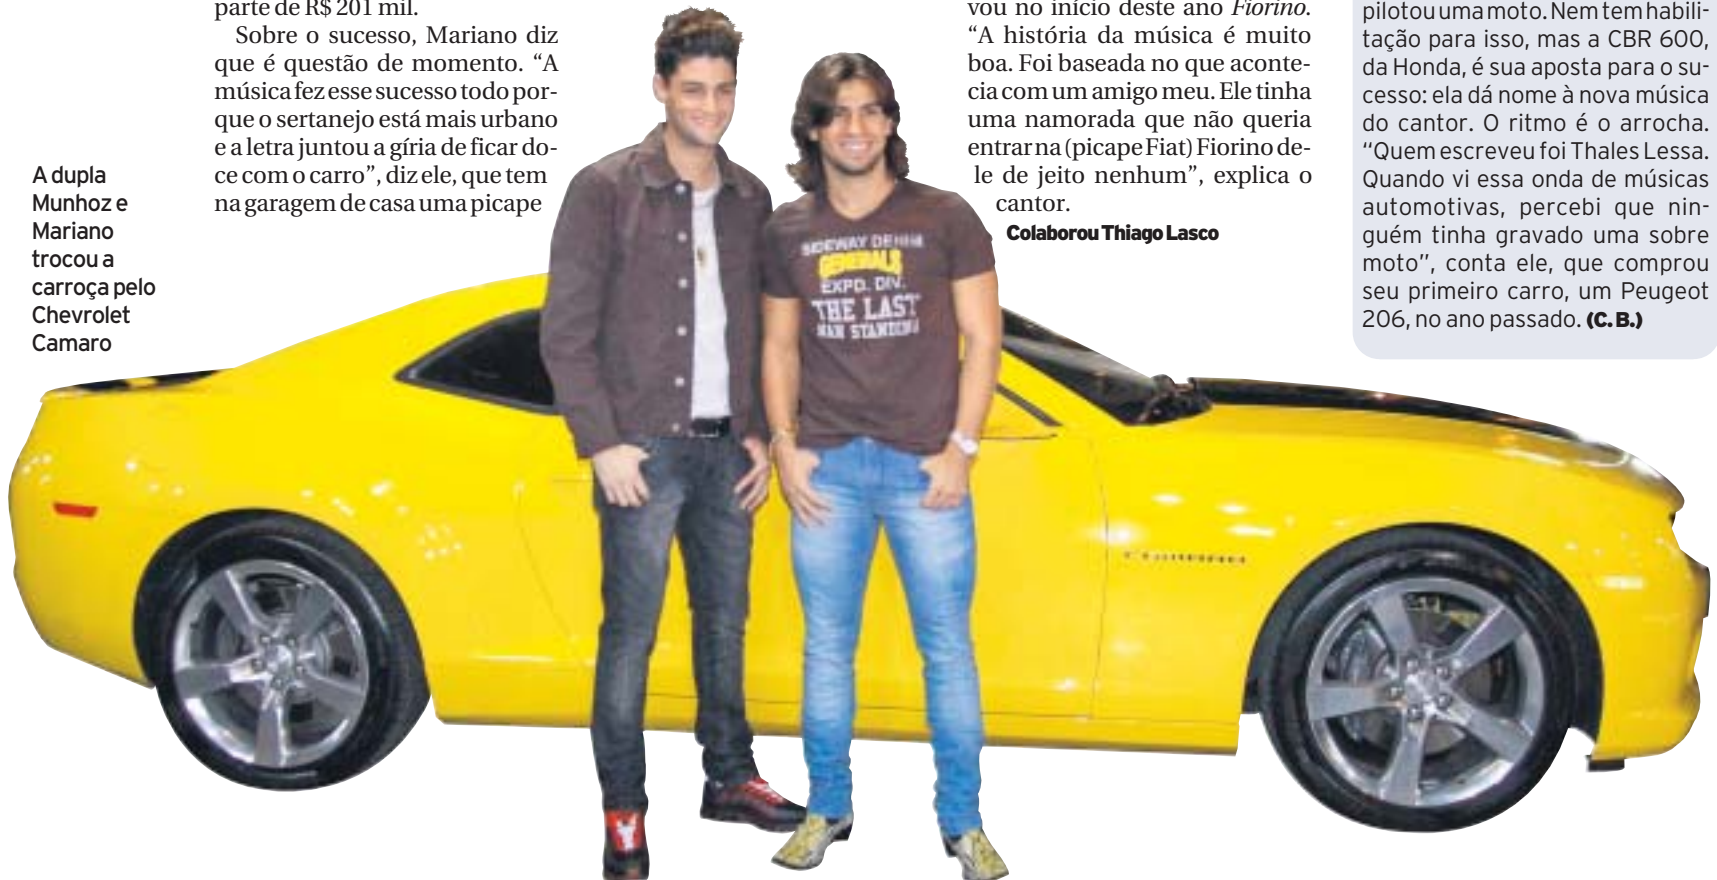 parte de R$ 201 mil.
Sobre o sucesso, Mariano diz
que é questão de momento. “A
música fez esse sucesso todo por-
que o sertanejo está mais urbano
e a letra juntou a gíria de ficar do-
ce com o carro”, diz ele, que tem
na garagem de casa uma picape
A dupla
Munhoz e
Mariano
trocou a
carroça pelo
Chevrolet
Camaro
vou no início deste ano Fiorino.
“A história da música é muito
boa. Foi baseada no que aconte-
cia com um amigo meu. Ele tinha
uma namorada que não queria
entrar na (picape Fiat) Fiorino de-
le de jeito nenhum”, explica o
cantor.
Colaborou Thiago Lasco
pilotou uma moto. Nem tem habili-
tação para isso, mas a CBR 600,
da Honda, é sua aposta para o su-
cesso: ela dá nome à nova música
do cantor. O ritmo é o arrocha.
“Quem escreveu foi Thales Lessa.
Quando vi essa onda de músicas
automotivas, percebi que nin-
guém tinha gravado uma sobre
moto”, conta ele, que comprou
seu primeiro carro, um Peugeot
206, no ano passado. (C. B.)
SIDEWAY DENIM
GENERALS
EXPD. DIV.
THE LAST
MAN STANDING
CAMARO